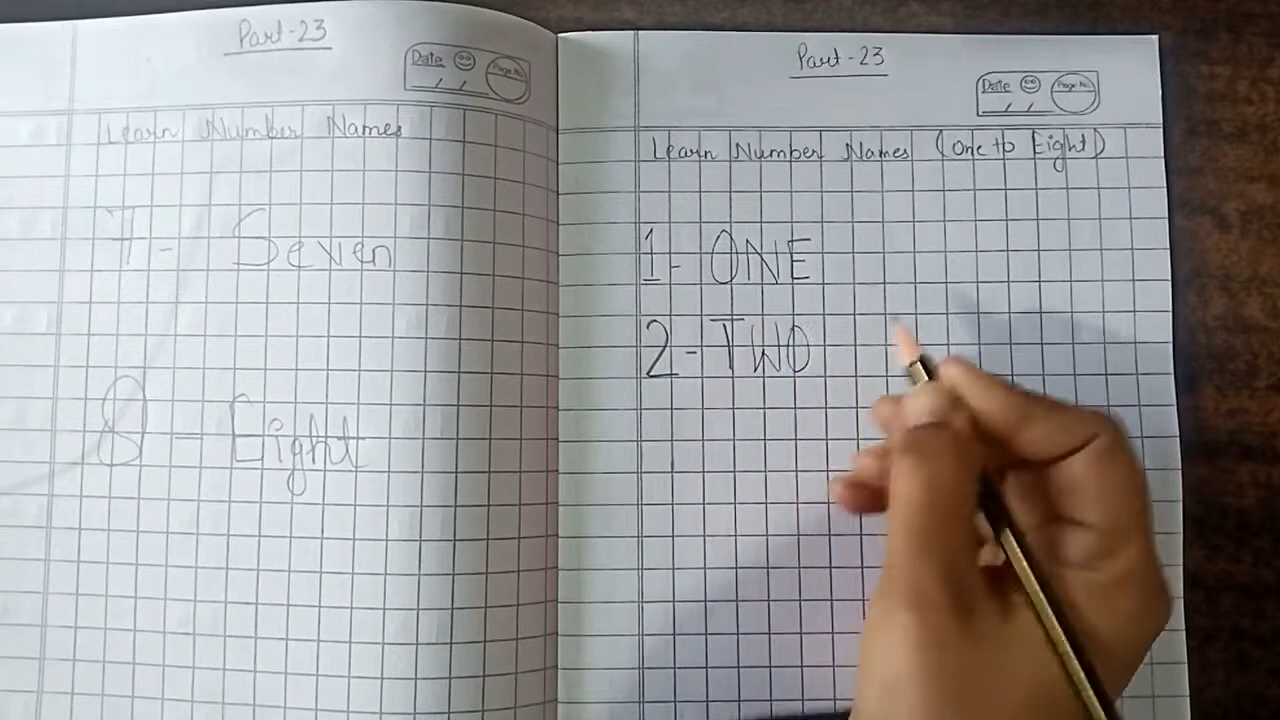 Part-23
Date
Page No.
Learn Number Names
7 - Seven
8 - Eight
Part-23
Date
Page No.
Learn Number Names (One to Eight)
1- ONE
2- TWO